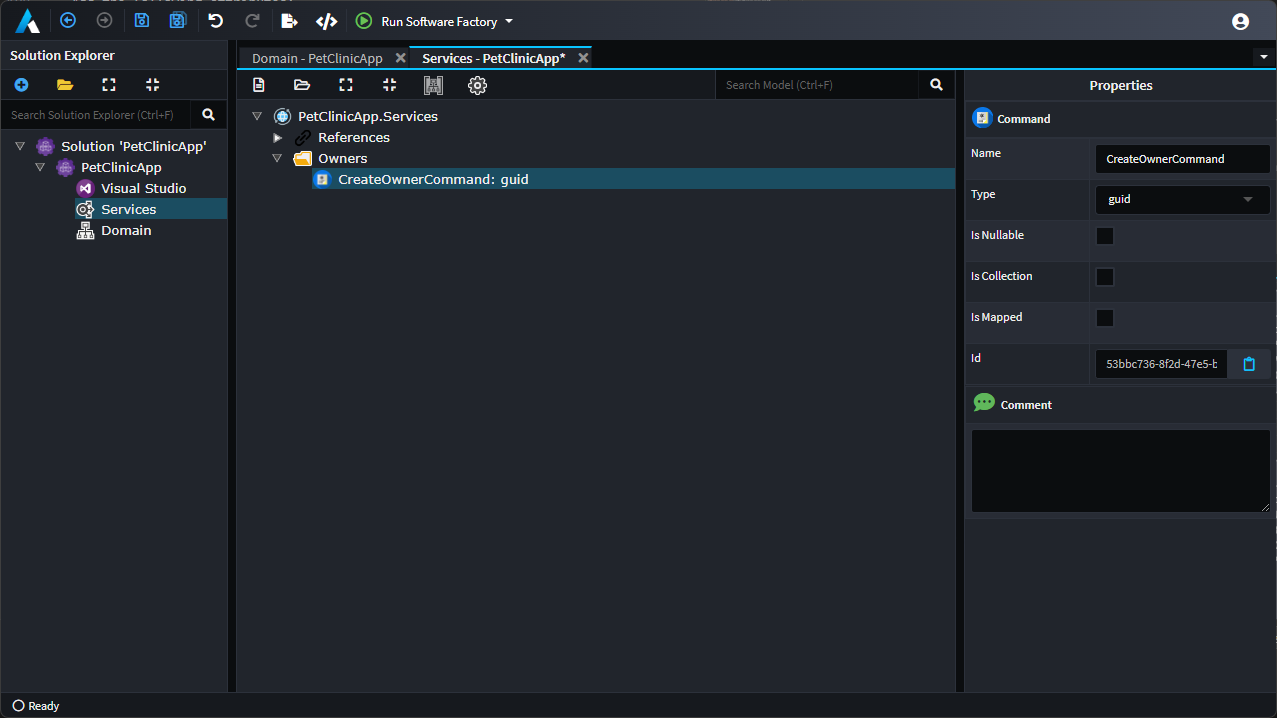 Run Software Factory
Solution Explorer
Search Solution Explorer (Ctrl+F)
Solution 'PetClinicApp'
PetClinicApp
Visual Studio
Services
Domain
Domain - PetClinicApp
Services - PetClinicApp*
Search Model (Ctrl+F)
PetClinicApp.Services
References
Owners
CreateOwnerCommand: guid
Properties
Command
Name
CreateOwnerCommand
Type
guid
Is Nullable
Is Collection
Is Mapped
Id
53bbc736-8f2d-47e5-b
Comment
Ready